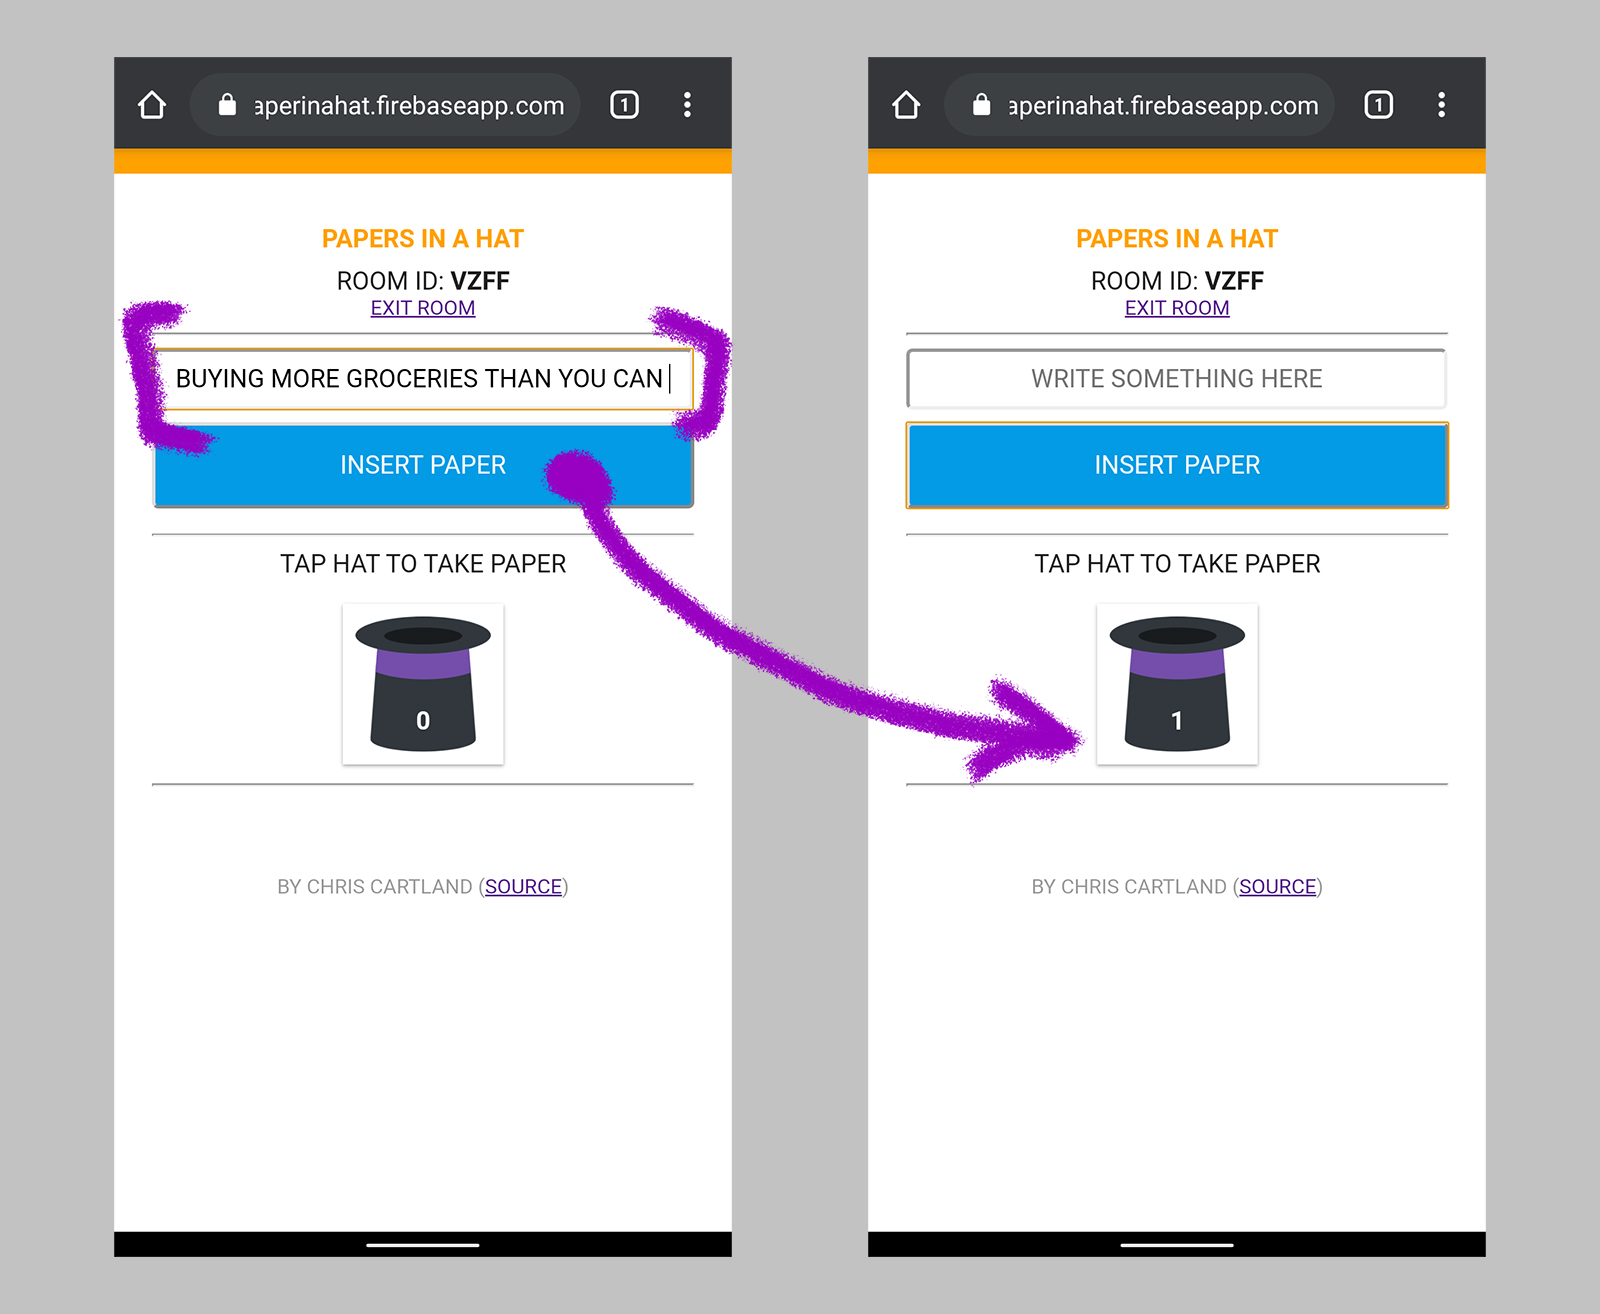 aperinahat.firebaseapp.com
1
PAPERS IN A HAT
ROOM ID: VZFF
EXIT ROOM
BUYING MORE GROCERIES THAN YOU CAN
INSERT PAPER
TAP HAT TO TAKE PAPER
0
BY CHRIS CARTLAND (SOURCE)
aperinahat.firebaseapp.com
1
PAPERS IN A HAT
ROOM ID: VZFF
EXIT ROOM
WRITE SOMETHING HERE
INSERT PAPER
TAP HAT TO TAKE PAPER
1
BY CHRIS CARTLAND (SOURCE)